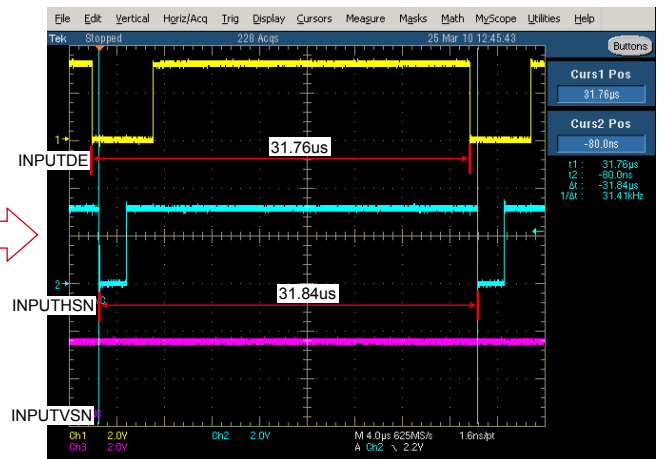 File Edit Vertical Horiz/Acq Trig Display Cursors Measure Masks Math MyScope Utilities Help
Tek Stopped 228 Acqs 25 Mar 10 12:45:43
Buttons
Curs1 Pos
31.76µs
Curs2 Pos
-80.0ns
t1 : 31.76µs
t2 : -80.0ns
Δt : -31.84µs
1/Δt : 31.41kHz
1
31.76us
INPUTDE
2
31.84us
INPUTHSN
INPUTVSN
Ch1 2.0V Ch2 2.0V M 4.0µs 625MS/s 1.6ns/pt
Ch3 2.0V A Ch2 ↘ 2.2V